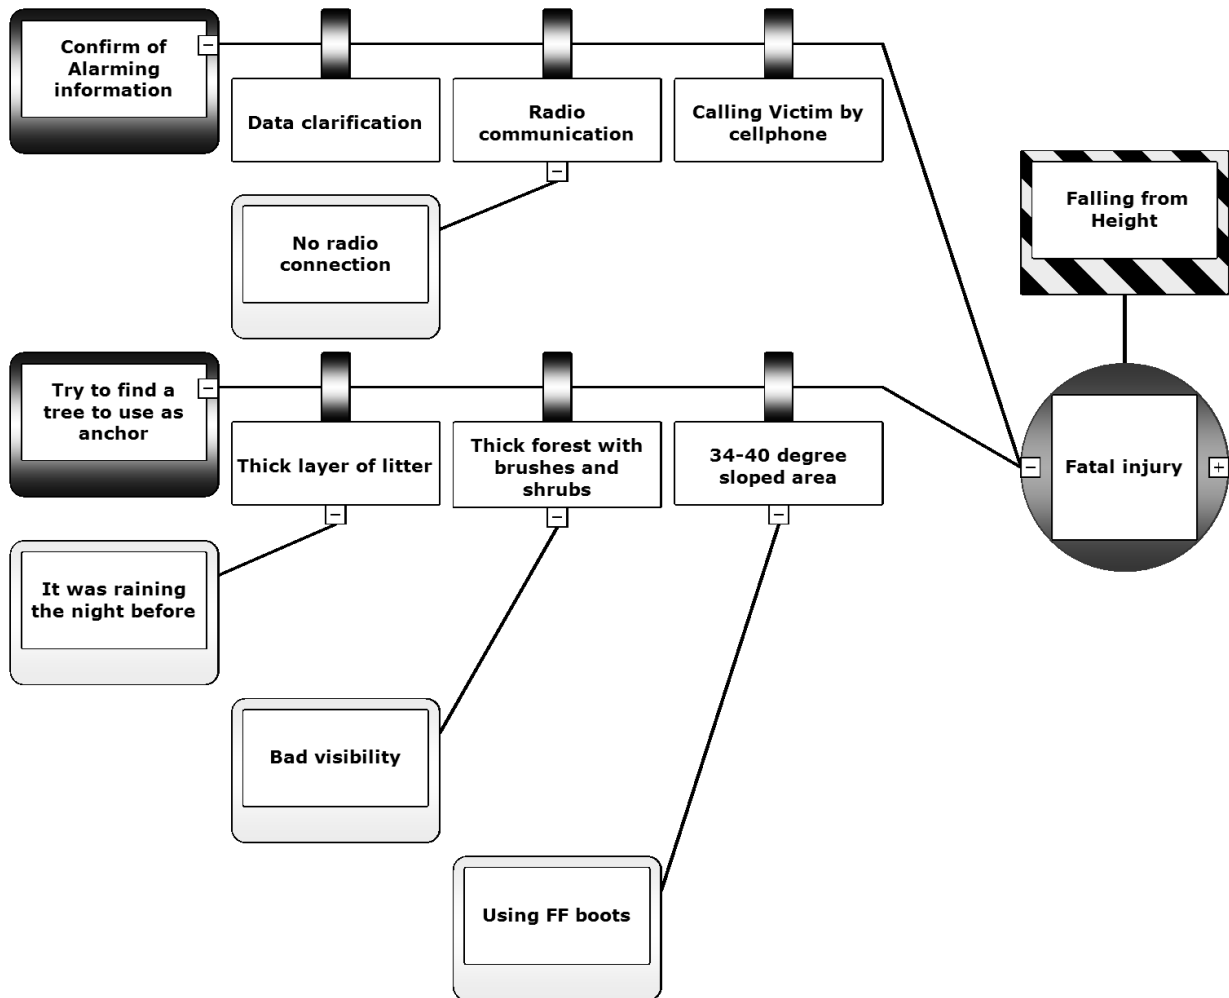 Confirm of
Alarming
information
Data clarification
Radio
communication
Calling Victim by
cellphone
No radio
connection
Falling from
Height
Try to find a
tree to use as
anchor
Thick layer of litter
Thick forest with
brushes and
shrubs
34-40 degree
sloped area
Fatal injury
It was raining
the night before
Bad visibility
Using FF boots